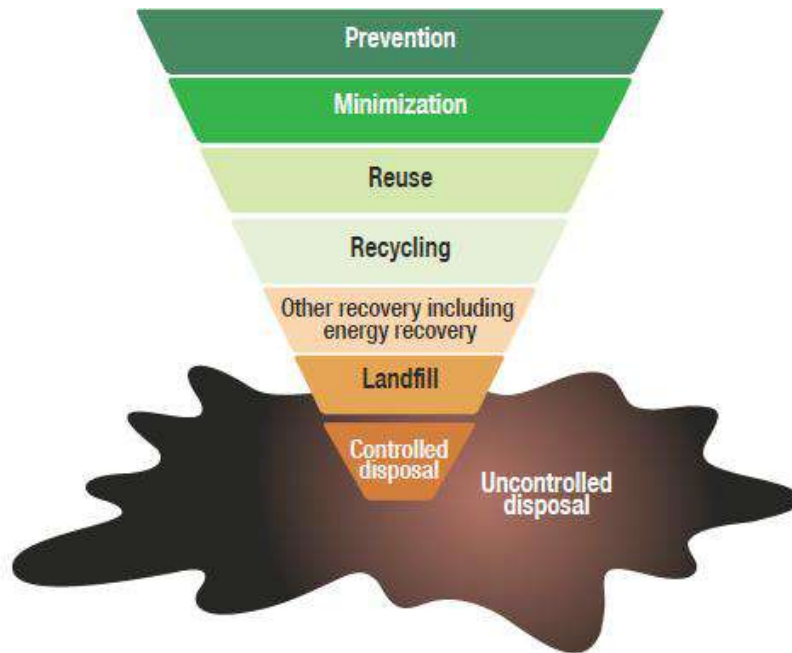 Prevention
Minimization
Reuse
Recycling
Other recovery including
energy recovery
Landfill
Controlled
disposal
Uncontrolled
disposal